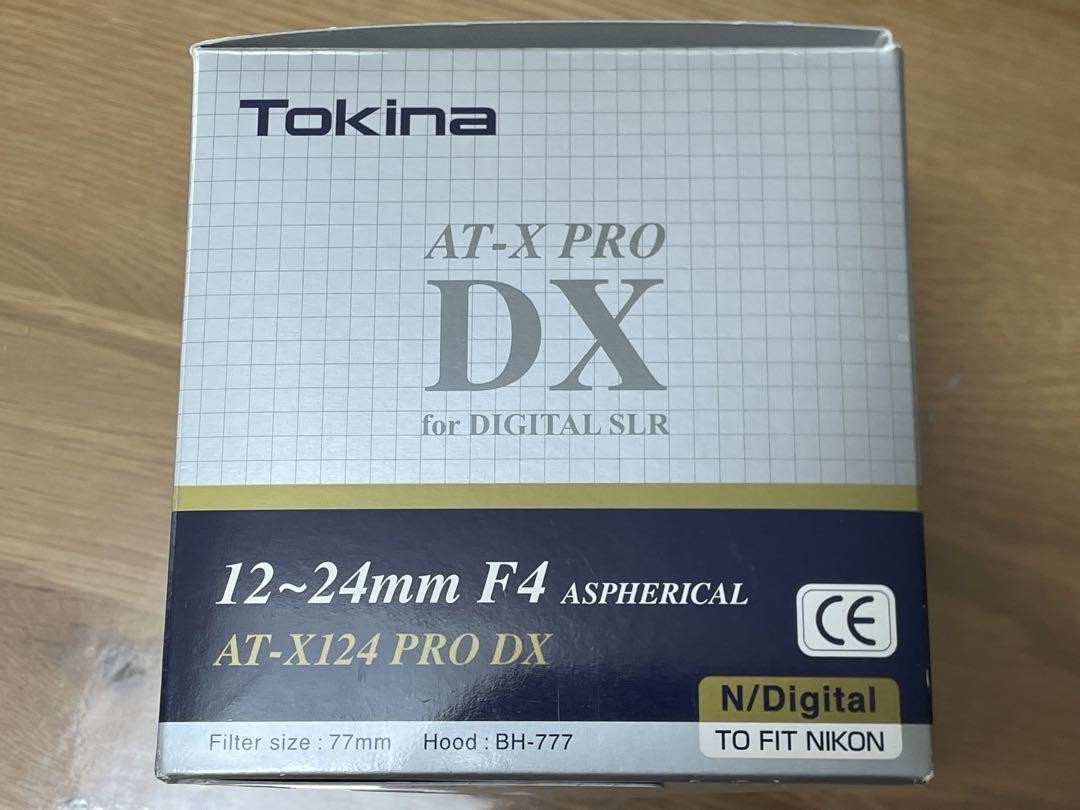 Tokina
AT-X PRO
DX
for DIGITAL SLR
12~24mm F4 ASPHERICAL
AT-X124 PRO DX
CE
N/Digital
TO FIT NIKON
Filter size : 77mm Hood : BH-777